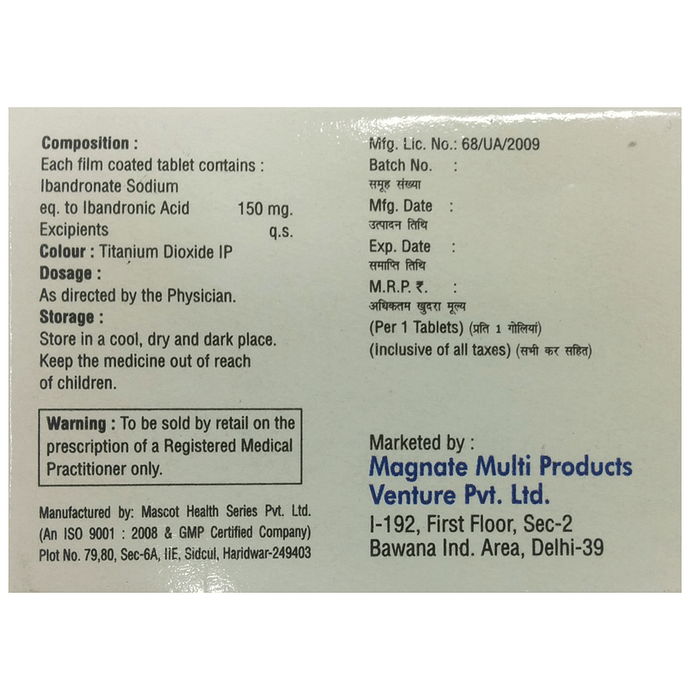 Composition :
Each film coated tablet contains :
Ibandronate Sodium
eq. to Ibandronic Acid 150 mg.
Excipients q.s.
Colour : Titanium Dioxide IP
Dosage :
As directed by the Physician.
Storage :
Store in a cool, dry and dark place.
Keep the medicine out of reach
of children.
Warning : To be sold by retail on the
prescription of a Registered Medical
Practitioner only.
Manufactured by: Mascot Health Series Pvt. Ltd.
(An ISO 9001 : 2008 & GMP Certified Company)
Plot No. 79,80, Sec-6A, IIE, Sidcul, Haridwar-249403
Mfg. Lic. No.: 68/UA/2009
Batch No. :
समूह संख्या
Mfg. Date :
उत्पादन तिथि
Exp. Date :
समाप्ति तिथि
M.R.P. ₹. :
अधिकतम खुदरा मूल्य
(Per 1 Tablets) (प्रति 1 गोलियां)
(Inclusive of all taxes) (सभी कर सहित)
Marketed by :
Magnate Multi Products
Venture Pvt. Ltd.
I-192, First Floor, Sec-2
Bawana Ind. Area, Delhi-39